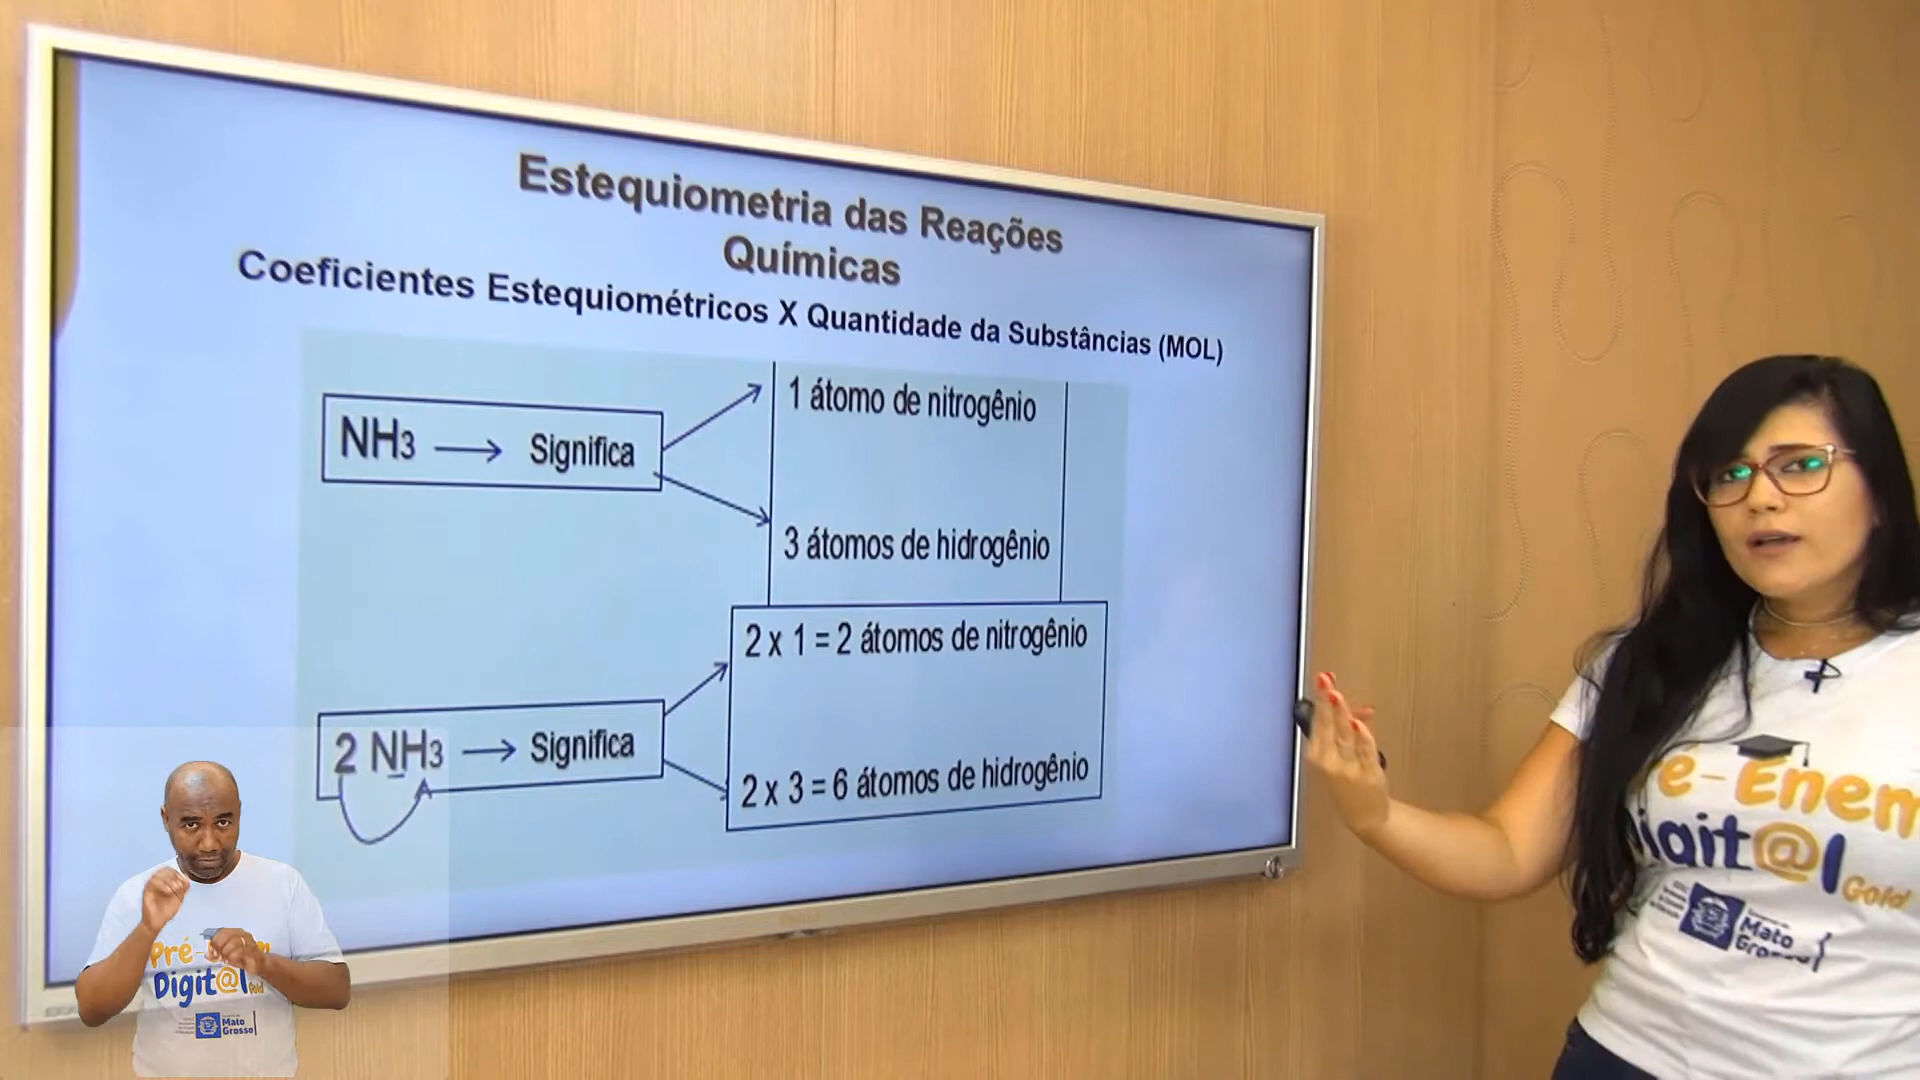 Estequiometria das Reações
Químicas
Coeficientes Estequiométricos X Quantidade da Substâncias (MOL)
NH3 → Significa
1 átomo de nitrogênio
3 átomos de hidrogênio
2 NH3 → Significa
2 x 1 = 2 átomos de nitrogênio
2 x 3 = 6 átomos de hidrogênio
Pré-
Digit@l Gold
Mato
Grosso
é-Enem
igit@l Gold
Mato
Grosso